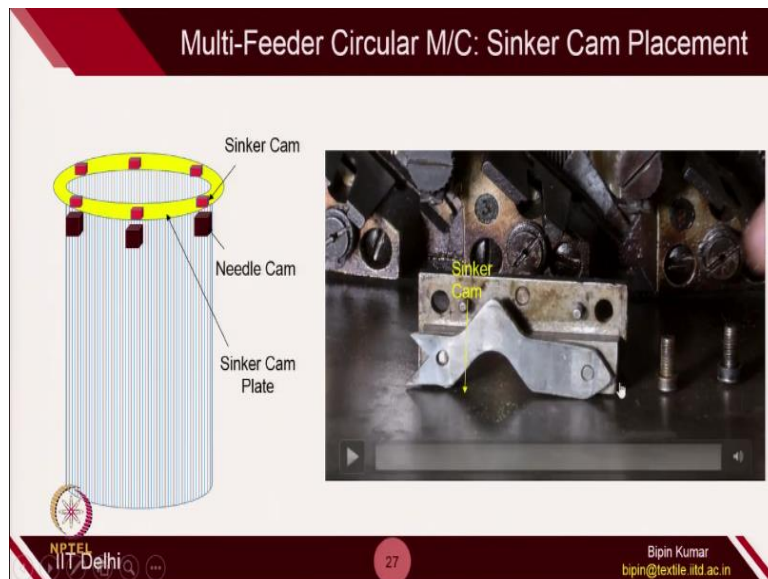 Multi-Feeder Circular M/C: Sinker Cam Placement
Sinker Cam
Needle Cam
Sinker Cam
Plate
Sinker
Cam
NPTEL
IIT Delhi
27
Bipin Kumar
bipin@textile.iitd.ac.in